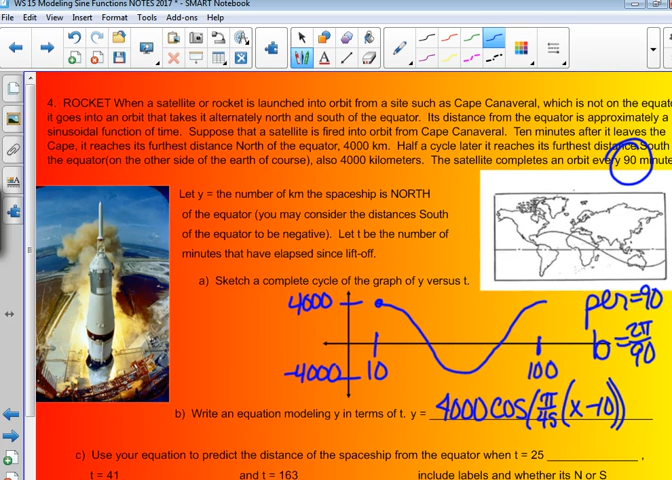 WS 15 Modeling Sine Functions NOTES 2017 * - SMART Notebook
File Edit View Insert Format Tools Add-ons Help
4. ROCKET When a satellite or rocket is launched into orbit from a site such as Cape Canaveral, which is not on the equato
it goes into an orbit that takes it alternately north and south of the equator. Its distance from the equator is approximately a
sinusoidal function of time. Suppose that a satellite is fired into orbit from Cape Canaveral. Ten minutes after it leaves the
Cape, it reaches its furthest distance North of the equator, 4000 km. Half a cycle later it reaches its furthest distance South
the equator(on the other side of the earth of course), also 4000 kilometers. The satellite completes an orbit every 90 minute
Let y = the number of km the spaceship is NORTH
of the equator (you may consider the distances South
of the equator to be negative). Let t be the number of
minutes that have elapsed since lift-off.
a) Sketch a complete cycle of the graph of y versus t.
4000
-4000
10
100
per=90
b=2π/90
b) Write an equation modeling y in terms of t. y = 4000cos(π/45(x-10))
c) Use your equation to predict the distance of the spaceship from the equator when t = 25 ____________ ,
t = 41 and t = 163 include labels and whether its N or S